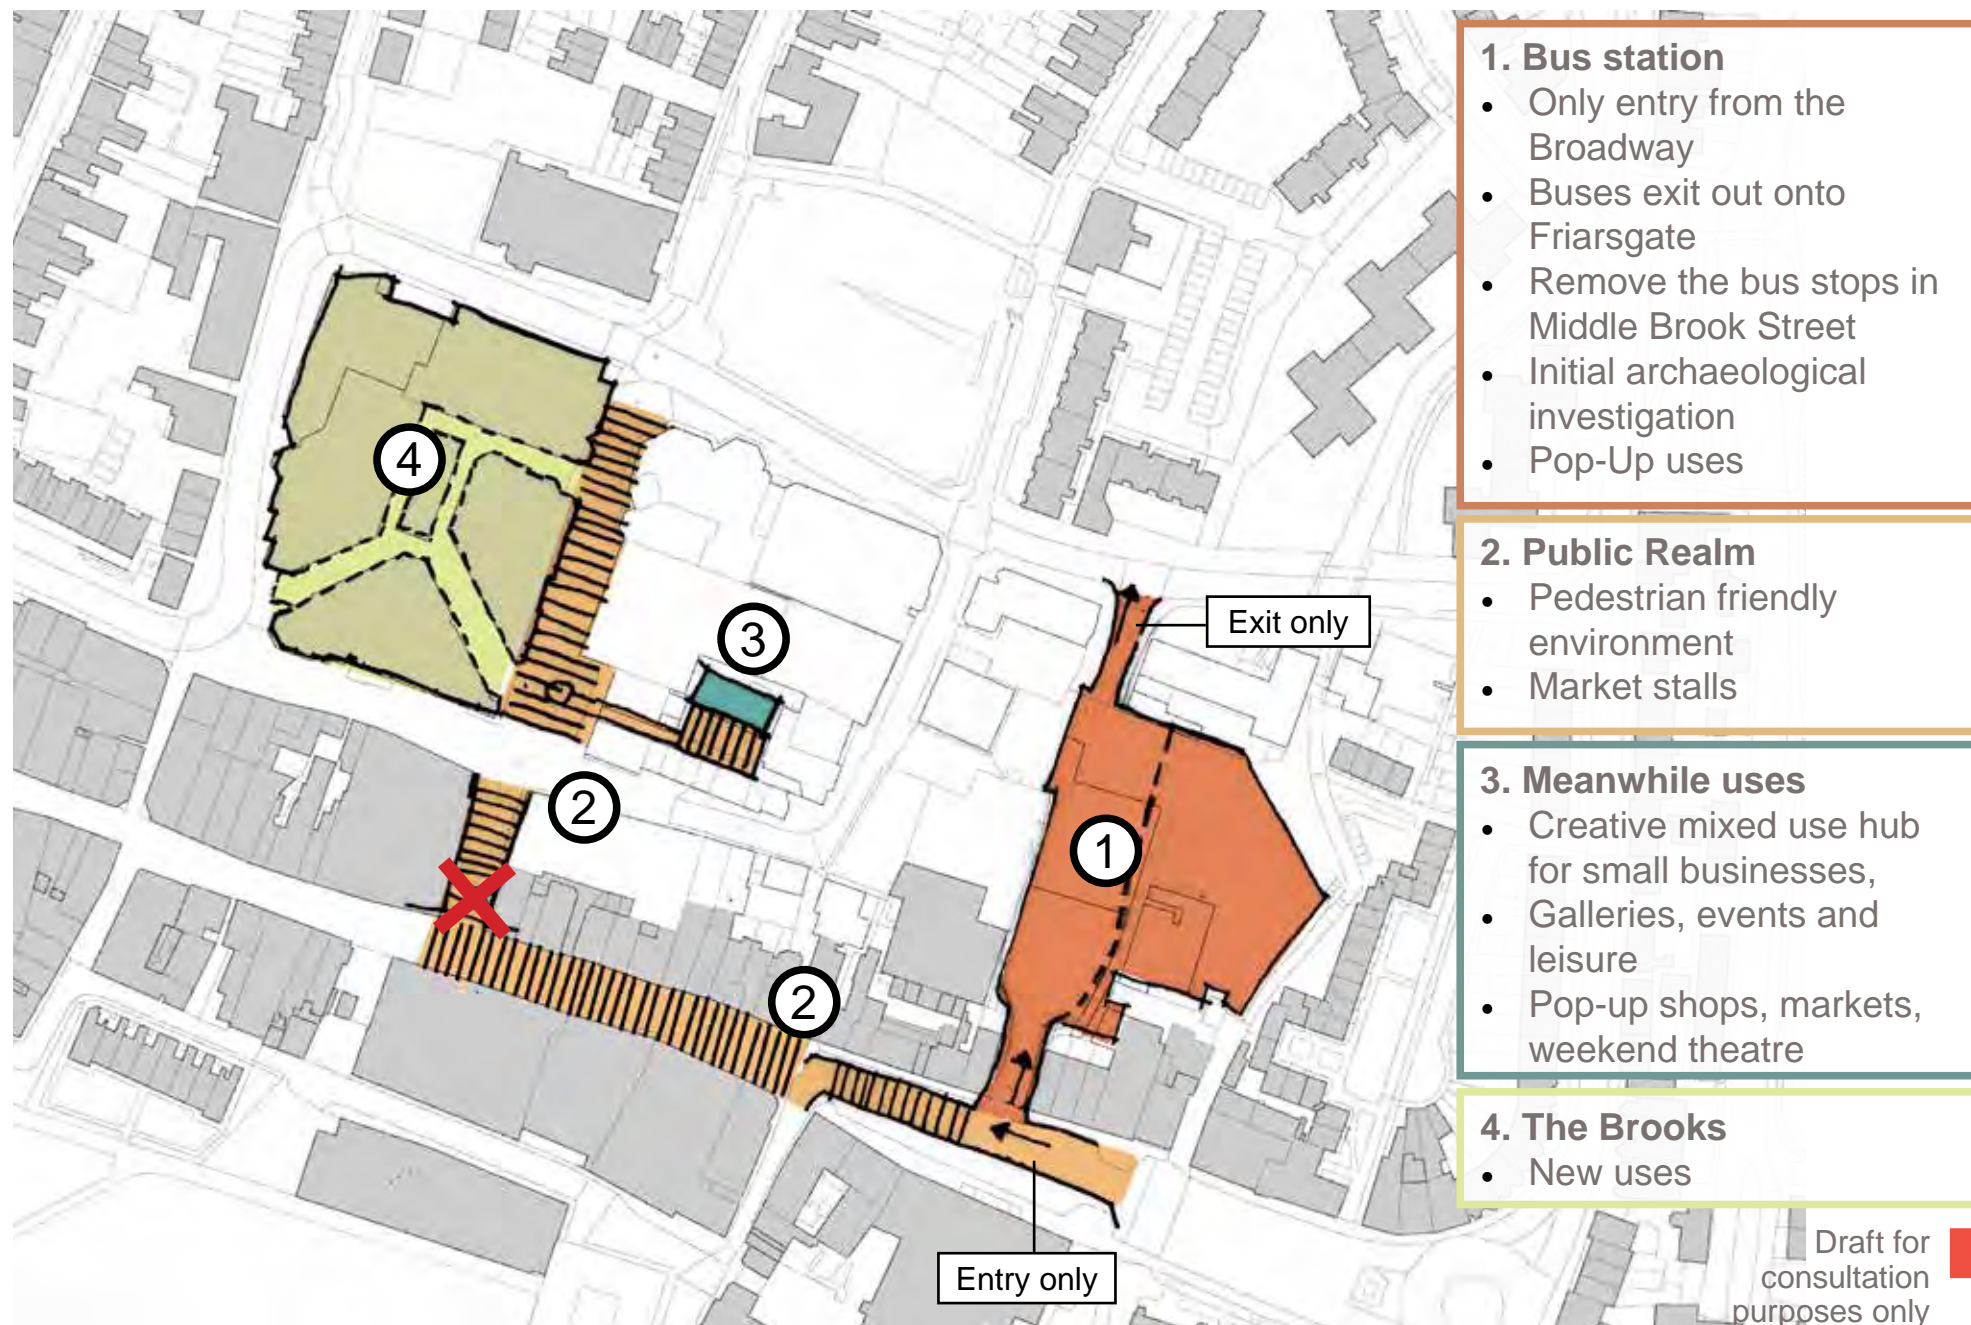 1. Bus station
• Only entry from the
Broadway
• Buses exit out onto
Friarsgate
• Remove the bus stops in
Middle Brook Street
• Initial archaeological
investigation
• Pop-Up uses
2. Public Realm
• Pedestrian friendly
environment
• Market stalls
3. Meanwhile uses
• Creative mixed use hub
for small businesses,
• Galleries, events and
leisure
• Pop-up shops, markets,
weekend theatre
4. The Brooks
• New uses
Draft for
consultation
purposes only
4
3
Exit only
2
1
2
Entry only